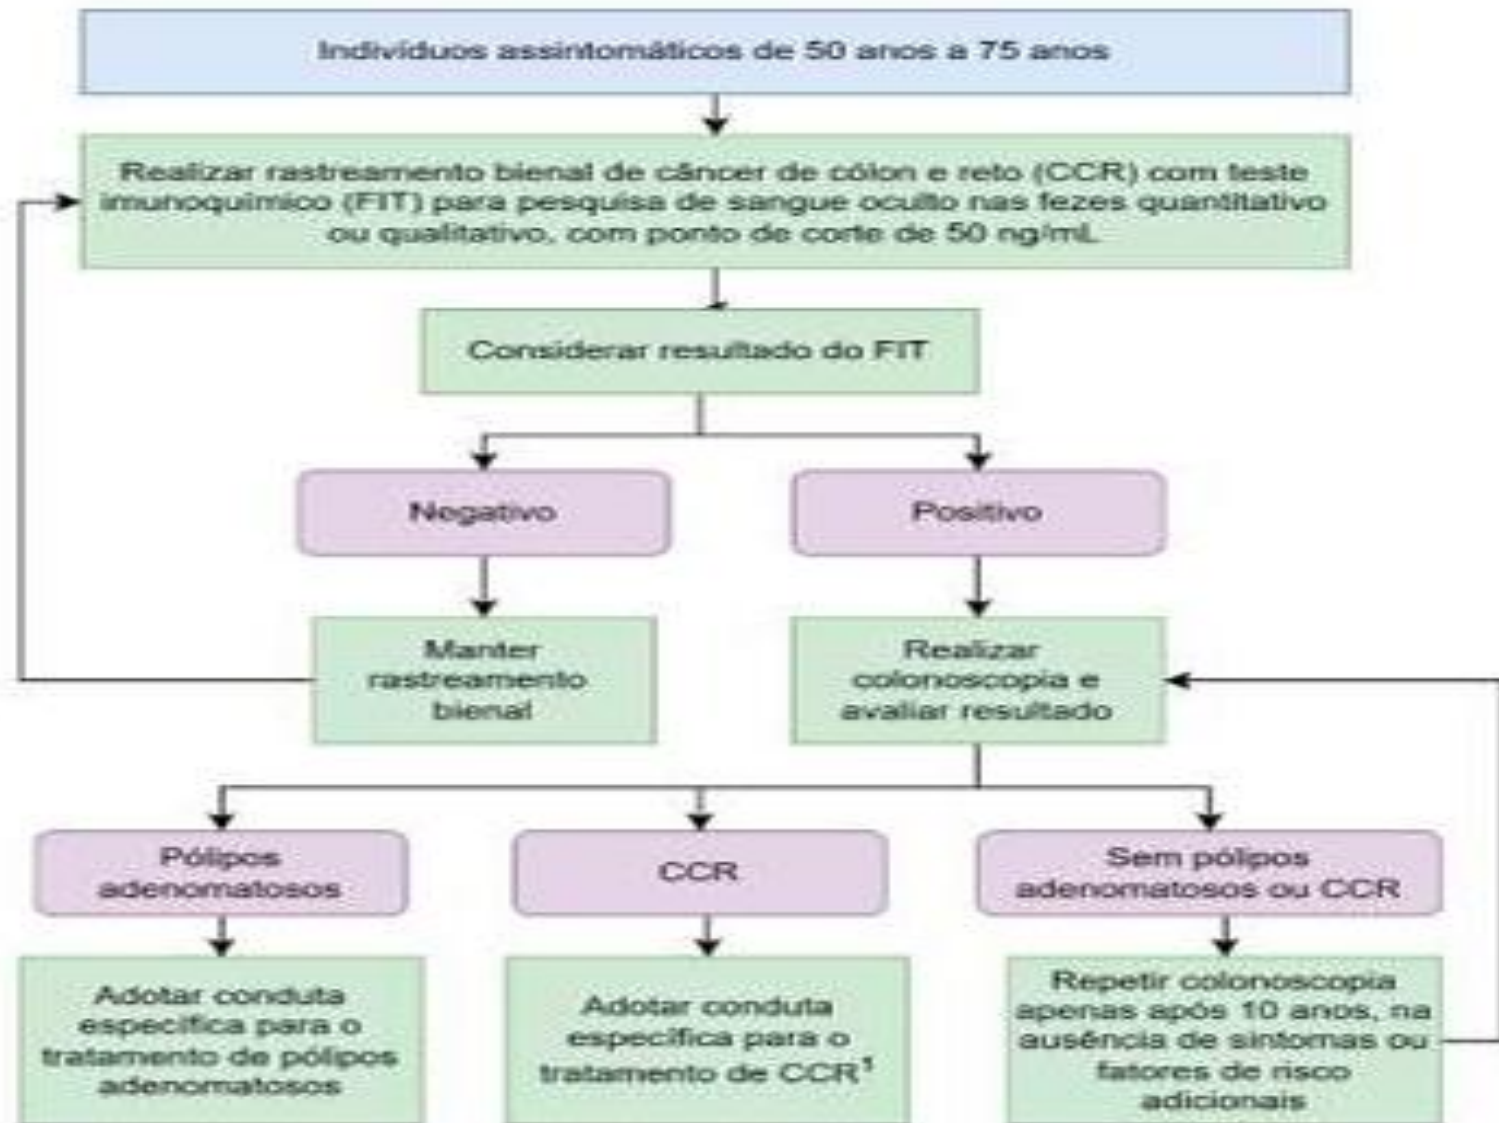 Indivíduos assintomáticos de 50 anos a 75 anos
Realizar rastreamento bienal de câncer de cólon e reto (CCR) com teste
imunoquímico (FIT) para pesquisa de sangue oculto nas fezes quantitativo
ou qualitativo, com ponto de corte de 50 ng/mL
Considerar resultado do FIT
Negativo
Positivo
Manter
rastreamento
bienal
Realizar
colonoscopia e
avaliar resultado
Pólipos
adenomatosos
CCR
Sem pólipos
adenomatosos ou CCR
Adotar conduta
específica para o
tratamento de pólipos
adenomatosos
Adotar conduta
específica para o
tratamento de CCR¹
Repetir colonoscopia
apenas após 10 anos, na
ausência de sintomas ou
fatores de risco
adicionais